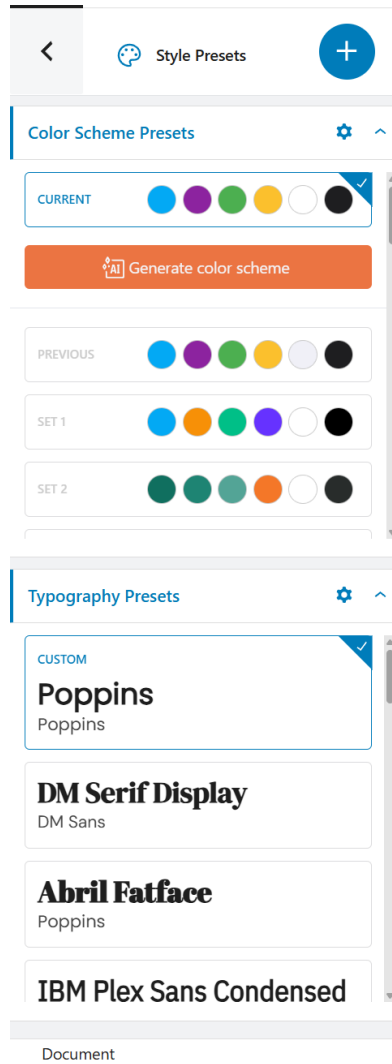 Style Presets
Color Scheme Presets
CURRENT
AI Generate color scheme
PREVIOUS
SET 1
SET 2
Typography Presets
CUSTOM
Poppins
Poppins
DM Serif Display
DM Sans
Abril Fatface
Poppins
IBM Plex Sans Condensed
Document